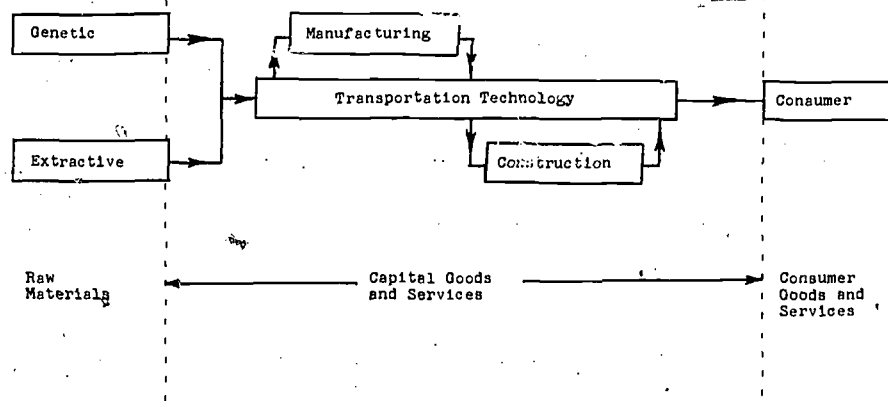 Genetic
Manufacturing
Transportation Technology
Consumer
Extractive
Construction
Raw
Materials
Capital Goods
and Services
Consumer
Goods and
Services